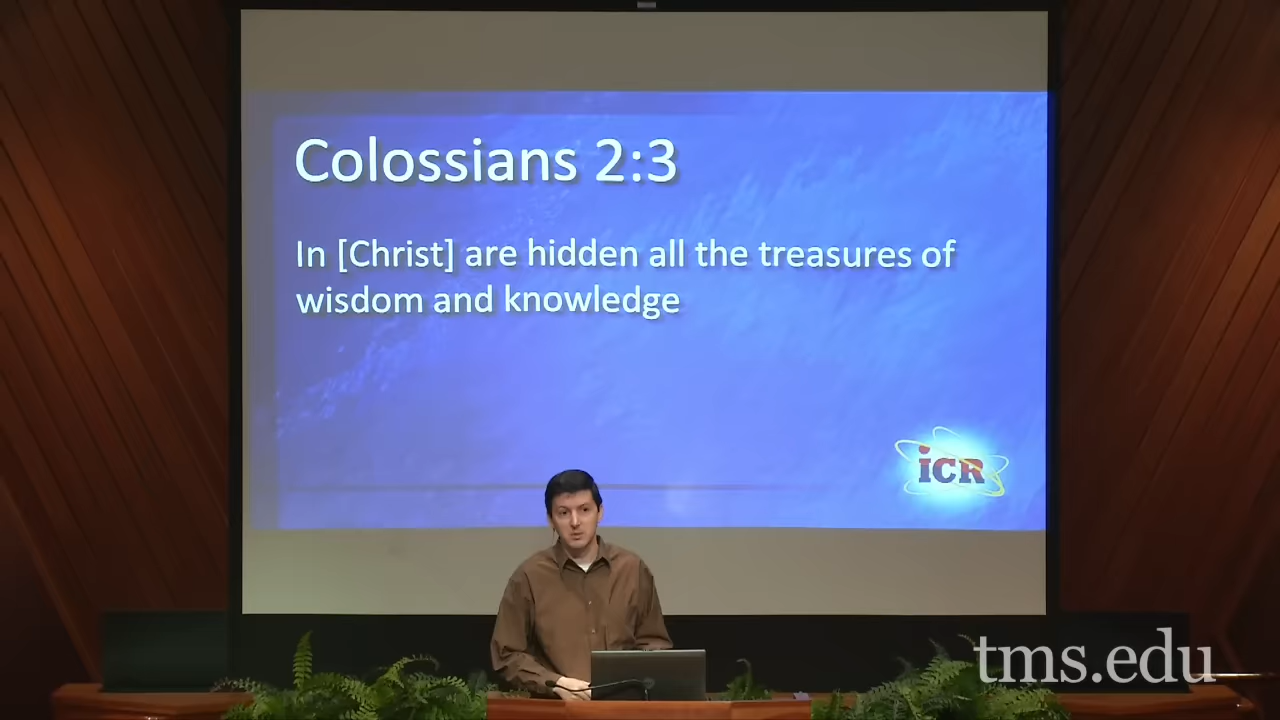 Colossians 2:3
In [Christ] are hidden all the treasures of
wisdom and knowledge
iCR
tms.edu